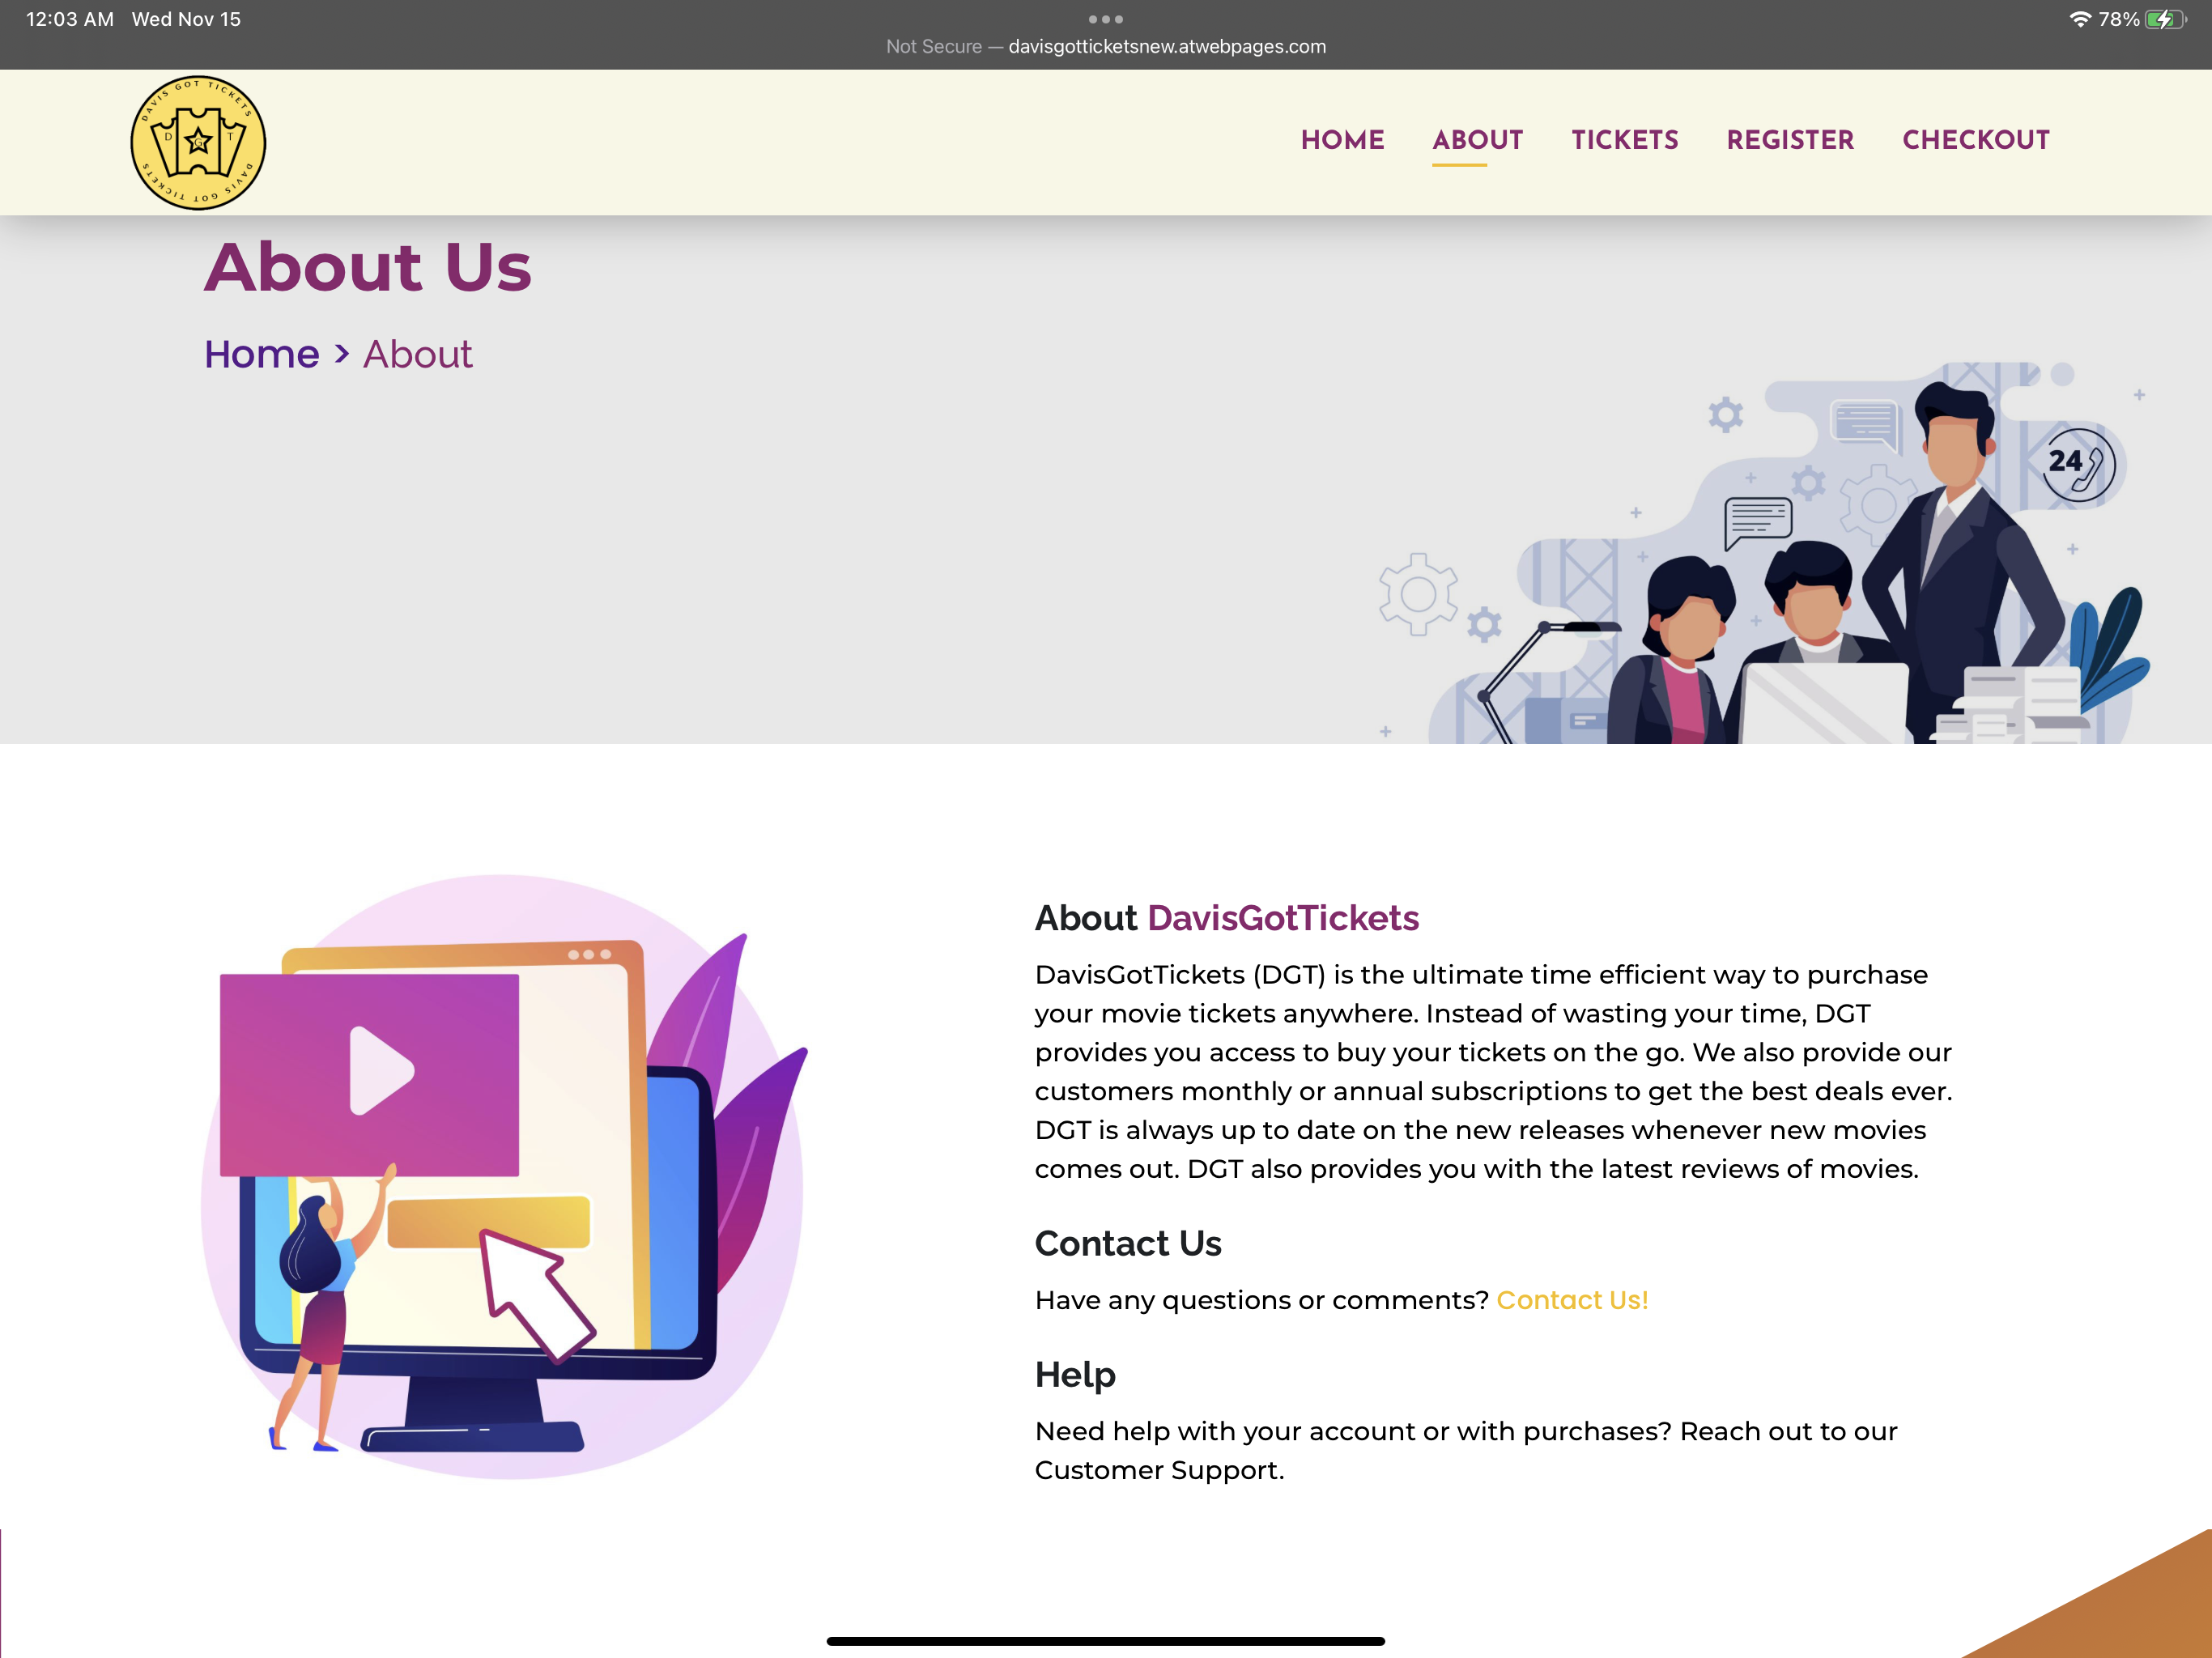 12:03 AM Wed Nov 15
78%
Not Secure — davisgotticketsnew.atwebpages.com
DAVIS GOT TICKETS
D G T
DAVIS GOT TICKETS
HOME ABOUT TICKETS REGISTER CHECKOUT
About Us
Home > About
24
About DavisGotTickets
DavisGotTickets (DGT) is the ultimate time efficient way to purchase
your movie tickets anywhere. Instead of wasting your time, DGT
provides you access to buy your tickets on the go. We also provide our
customers monthly or annual subscriptions to get the best deals ever.
DGT is always up to date on the new releases whenever new movies
comes out. DGT also provides you with the latest reviews of movies.
Contact Us
Have any questions or comments? Contact Us!
Help
Need help with your account or with purchases? Reach out to our
Customer Support.